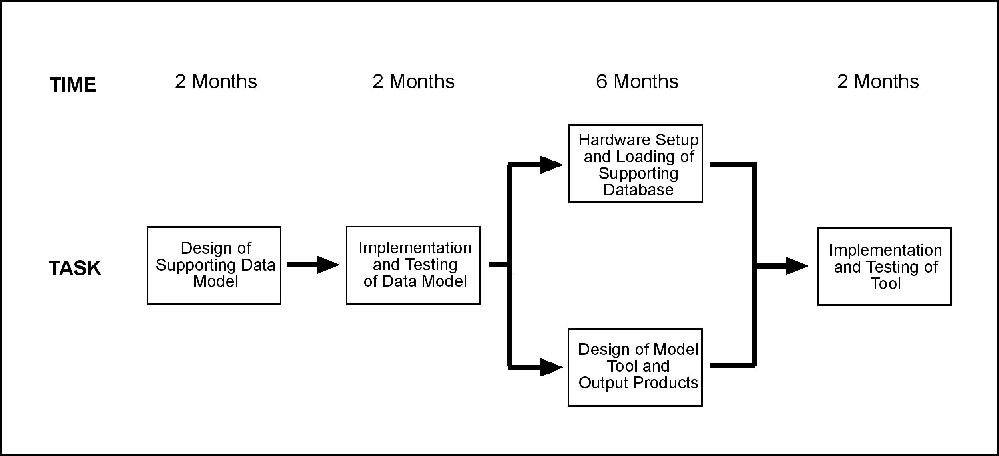 TIME
2 Months
2 Months
6 Months
2 Months
TASK
Design of
Supporting Data
Model
Implementation
and Testing
of Data Model
Hardware Setup
and Loading of
Supporting
Database
Design of Model
Tool and
Output Products
Implementation
and Testing of
Tool